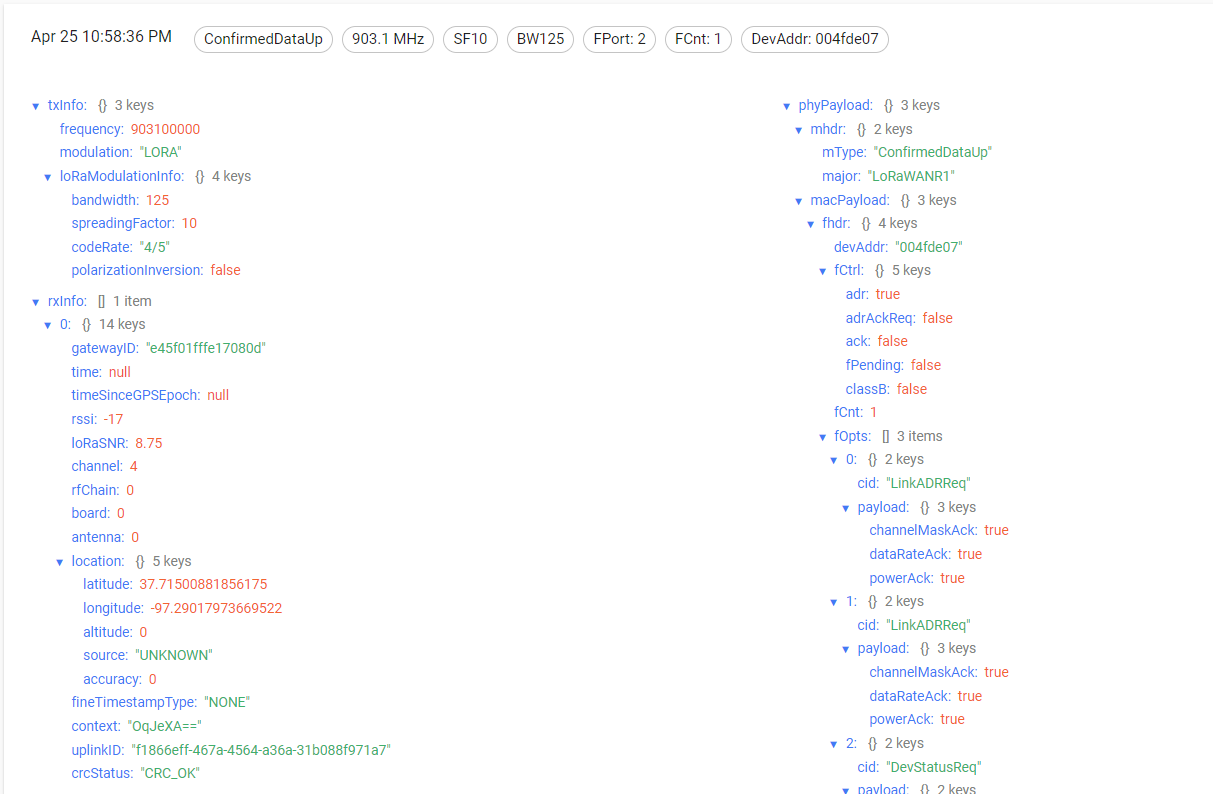 Apr 25 10:58:36 PM ConfirmedDataUp 903.1 MHz SF10 BW125 FPort: 2 FCnt: 1 DevAddr: 004fde07
▼ txInfo: {} 3 keys
frequency: 903100000
modulation: "LORA"
▼ loRaModulationInfo: {} 4 keys
bandwidth: 125
spreadingFactor: 10
codeRate: "4/5"
polarizationInversion: false
▼ rxInfo: [] 1 item
▼ 0: {} 14 keys
gatewayID: "e45f01fffe17080d"
time: null
timeSinceGPSEpoch: null
rssi: -17
loRaSNR: 8.75
channel: 4
rfChain: 0
board: 0
antenna: 0
▼ location: {} 5 keys
latitude: 37.71500881856175
longitude: -97.29017973669522
altitude: 0
source: "UNKNOWN"
accuracy: 0
fineTimestampType: "NONE"
context: "OqJeXA=="
uplinkID: "f1866eff-467a-4564-a36a-31b088f971a7"
crcStatus: "CRC_OK"
▼ phyPayload: {} 3 keys
▼ mhdr: {} 2 keys
mType: "ConfirmedDataUp"
major: "LoRaWANR1"
▼ macPayload: {} 3 keys
▼ fhdr: {} 4 keys
devAddr: "004fde07"
▼ fCtrl: {} 5 keys
adr: true
adrAckReq: false
ack: false
fPending: false
classB: false
fCnt: 1
▼ fOpts: [] 3 items
▼ 0: {} 2 keys
cid: "LinkADRReq"
▼ payload: {} 3 keys
channelMaskAck: true
dataRateAck: true
powerAck: true
▼ 1: {} 2 keys
cid: "LinkADRReq"
▼ payload: {} 3 keys
channelMaskAck: true
dataRateAck: true
powerAck: true
▼ 2: {} 2 keys
cid: "DevStatusReq"
▼ payload: {} 2 keys